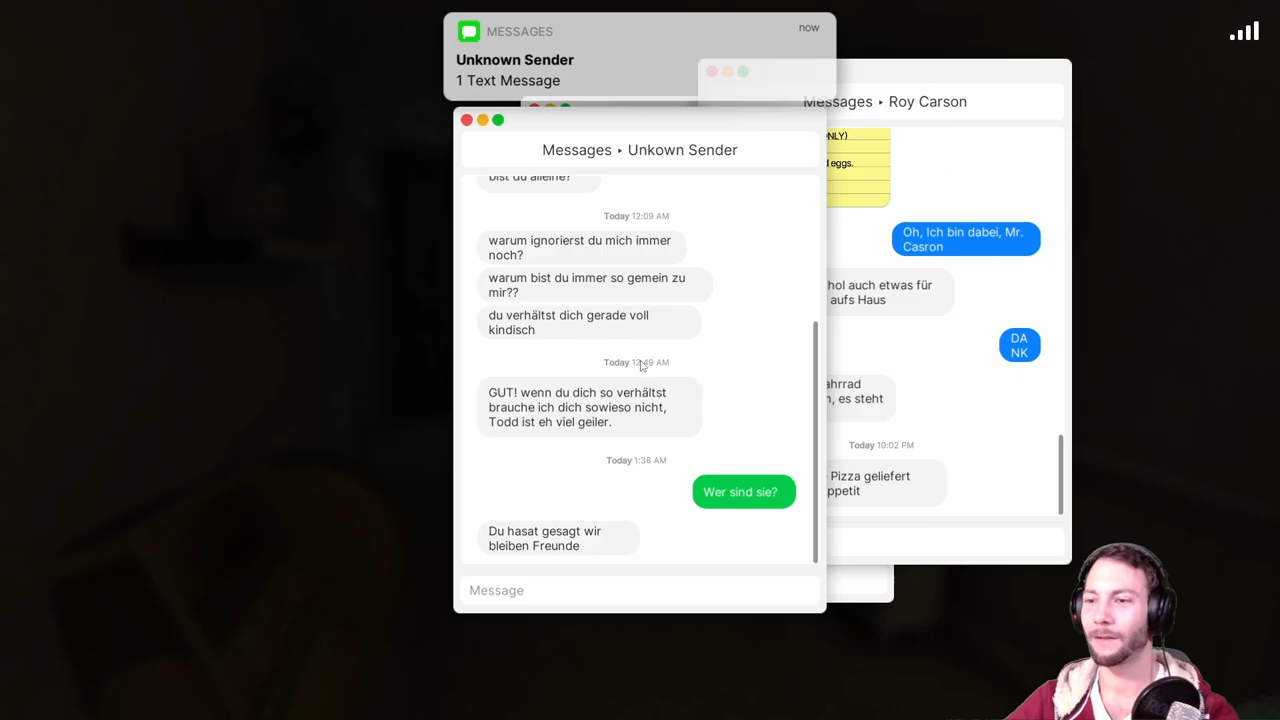 MESSAGES
now
Unknown Sender
1 Text Message
Messages ▸ Unkown Sender
bist du alleine?
Today 12:09 AM
warum ignorierst du mich immer
noch?
warum bist du immer so gemein zu
mir??
du verhältst dich gerade voll
kindisch
Today 12:49 AM
GUT! wenn du dich so verhältst
brauche ich dich sowieso nicht,
Todd ist eh viel geiler.
Today 1:36 AM
Wer sind sie?
Du hasat gesagt wir
bleiben Freunde
Message
Messages ▸ Roy Carson
ONLY)
eggs.
Oh, Ich bin dabei, Mr.
Casron
hol auch etwas für
aufs Haus
DA
NK
ahrrad
, es steht
Today 10:02 PM
Pizza geliefert
ppetit